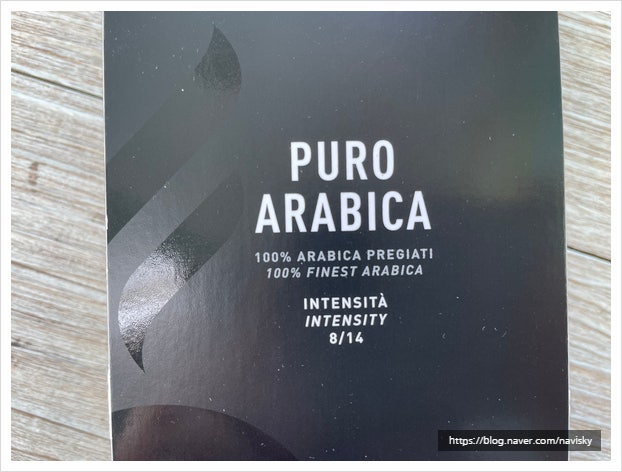 PURO
ARABICA
100% ARABICA PREGIATI
100% FINEST ARABICA
INTENSITÀ
INTENSITY
8/14
https://blog.naver.com/navisky